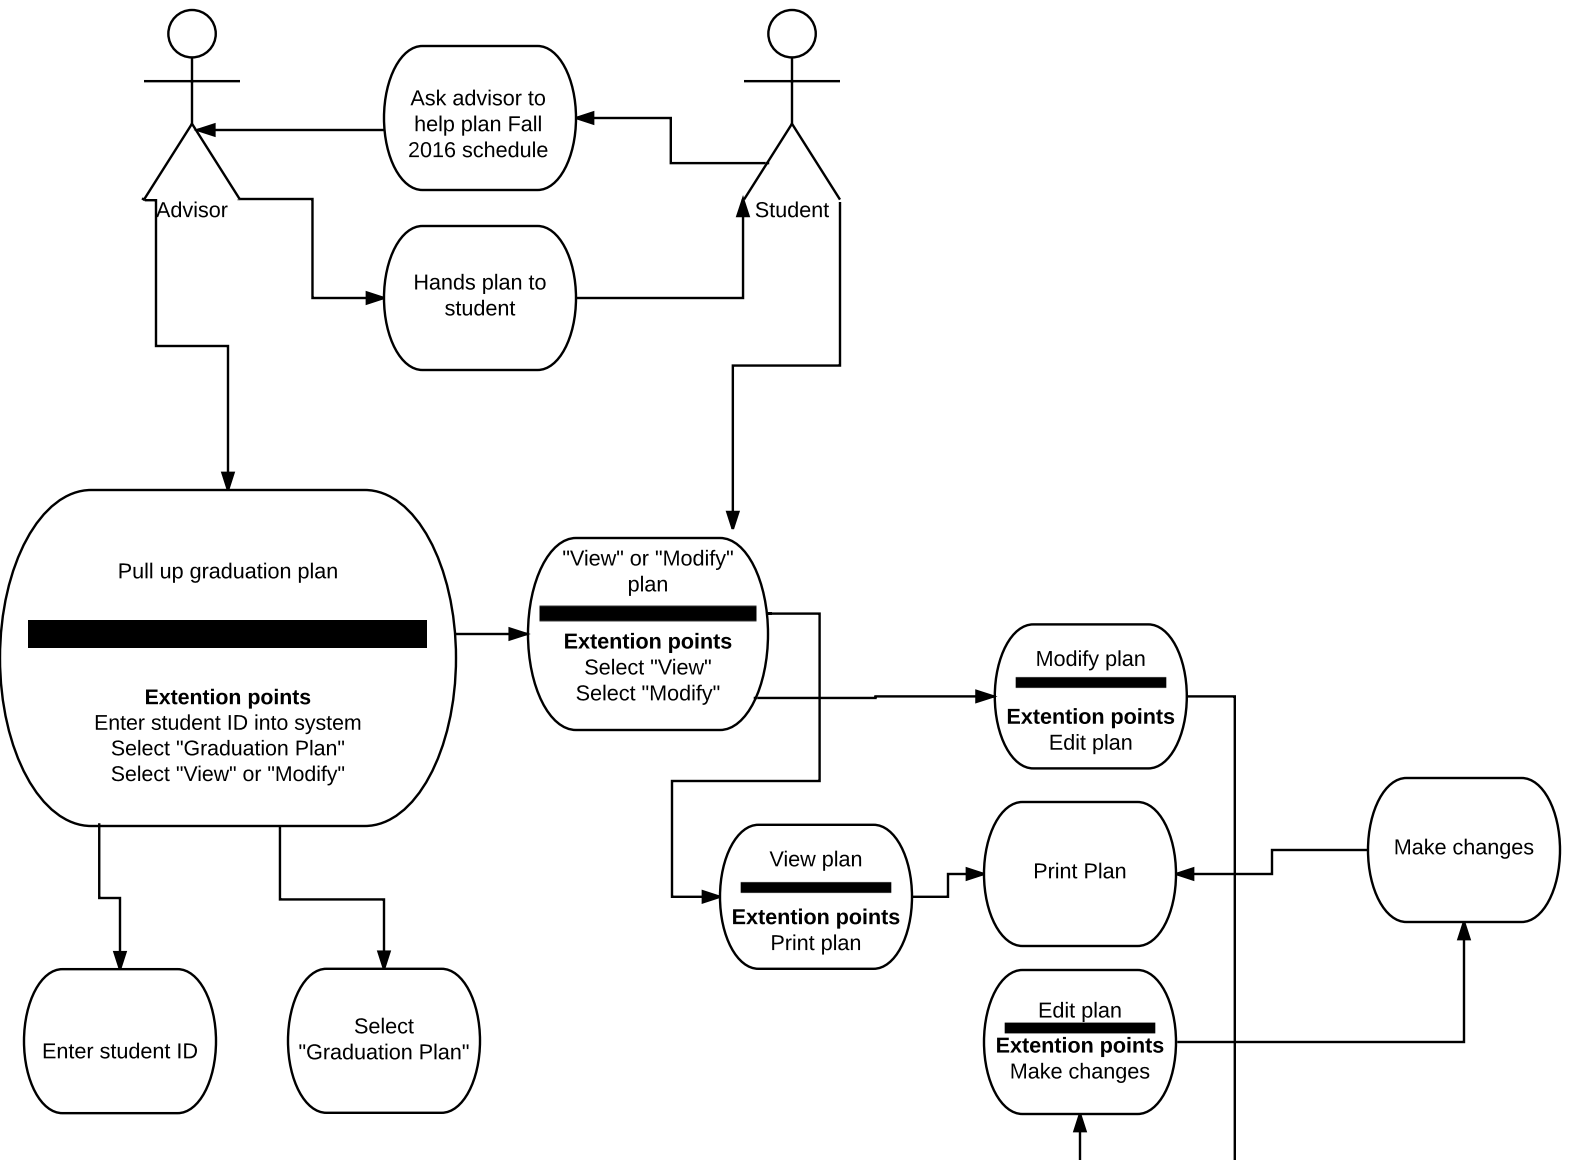 Ask advisor to
help plan Fall
2016 schedule
Advisor
Student
Hands plan to
student
Pull up graduation plan
Extention points
Enter student ID into system
Select "Graduation Plan"
Select "View" or "Modify"
"View" or "Modify"
plan
Extention points
Select "View"
Select "Modify"
Modify plan
Extention points
Edit plan
View plan
Extention points
Print plan
Print Plan
Make changes
Enter student ID
Select
"Graduation Plan"
Edit plan
Extention points
Make changes